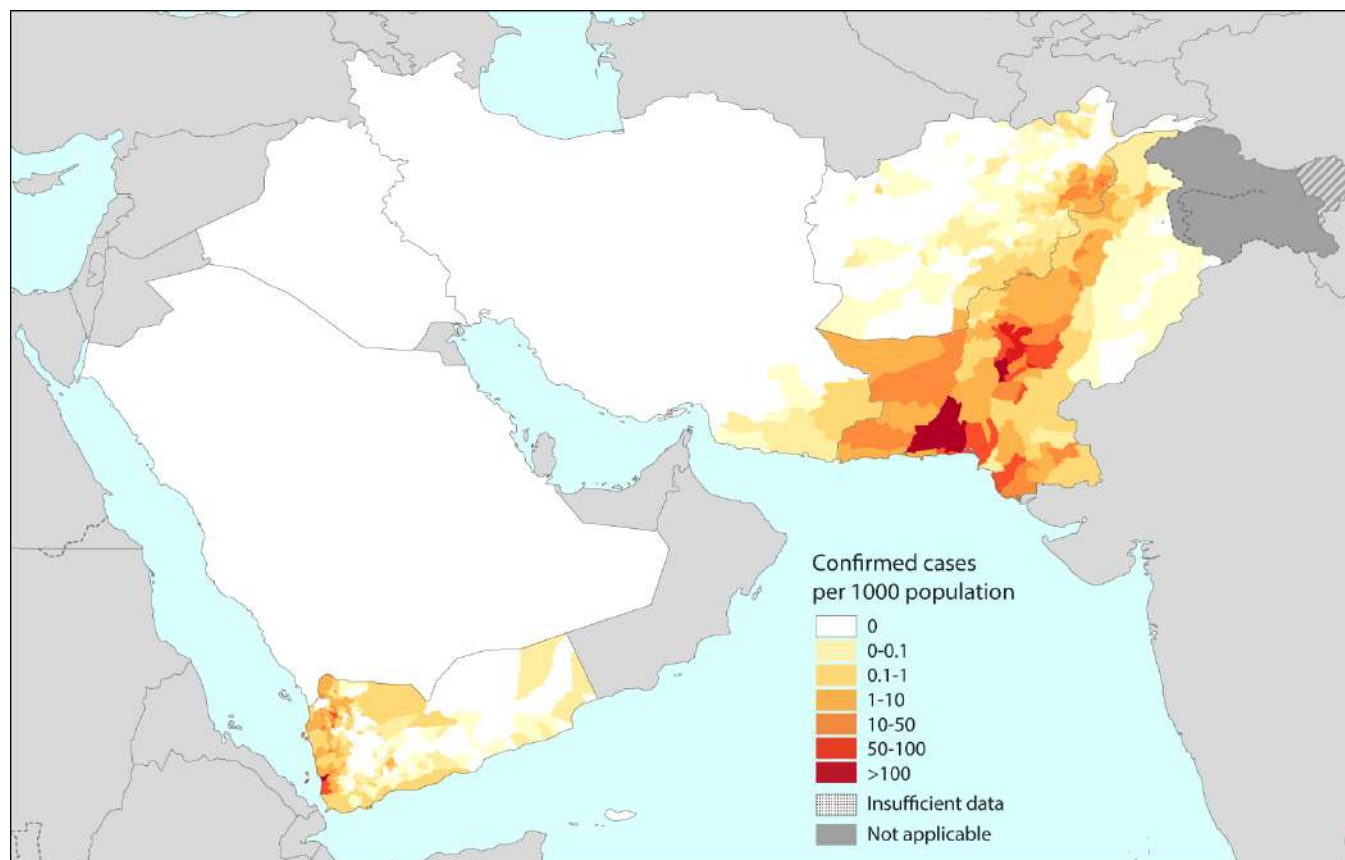 Confirmed cases
per 1000 population
0
0-0.1
0.1-1
1-10
10-50
50-100
>100
Insufficient data
Not applicable